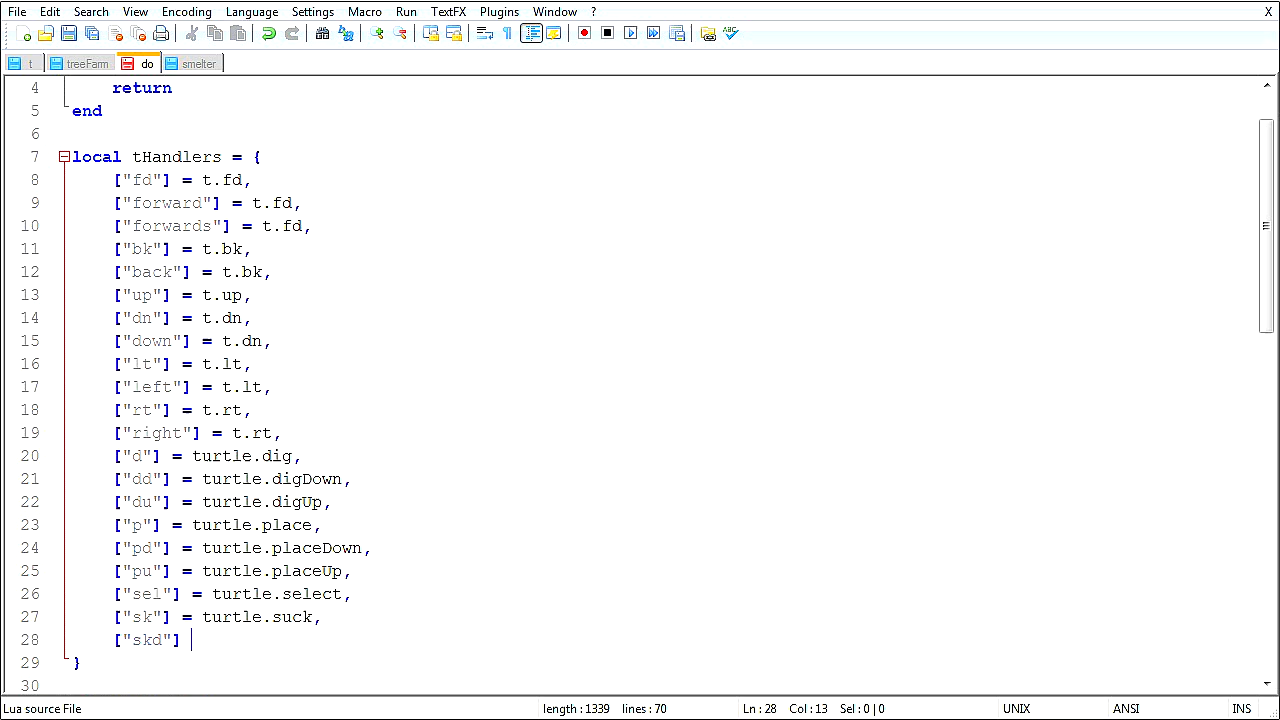 File Edit Search View Encoding Language Settings Macro Run TextFX Plugins Window ? X
t treeFarm do smelter
4 return
5 end
6
7 local tHandlers = {
8 ["fd"] = t.fd,
9 ["forward"] = t.fd,
10 ["forwards"] = t.fd,
11 ["bk"] = t.bk,
12 ["back"] = t.bk,
13 ["up"] = t.up,
14 ["dn"] = t.dn,
15 ["down"] = t.dn,
16 ["lt"] = t.lt,
17 ["left"] = t.lt,
18 ["rt"] = t.rt,
19 ["right"] = t.rt,
20 ["d"] = turtle.dig,
21 ["dd"] = turtle.digDown,
22 ["du"] = turtle.digUp,
23 ["p"] = turtle.place,
24 ["pd"] = turtle.placeDown,
25 ["pu"] = turtle.placeUp,
26 ["sel"] = turtle.select,
27 ["sk"] = turtle.suck,
28 ["skd"]
29 }
30
Lua source File length : 1339 lines : 70 Ln : 28 Col : 13 Sel : 0 | 0 UNIX ANSI INS